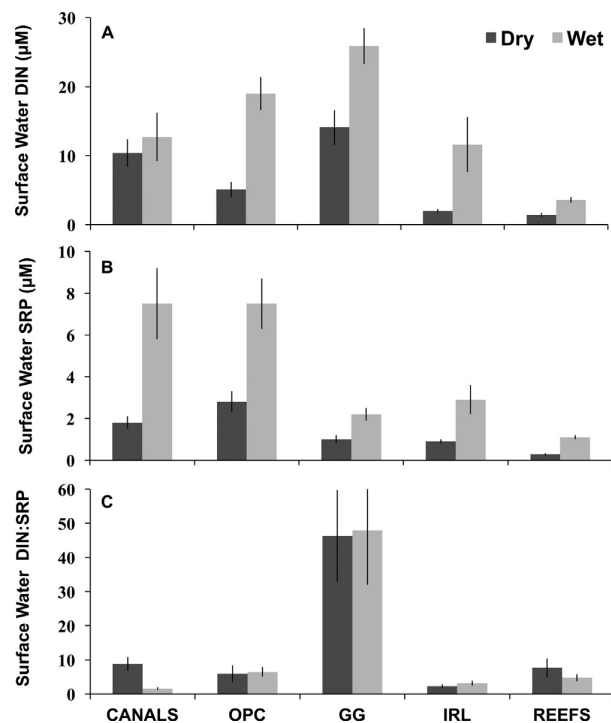 A
Dry Wet
Surface Water DIN (µM)
30
20
10
0
B
Surface Water SRP (µM)
10
8
6
4
2
0
C
Surface Water DIN:SRP
60
50
40
30
20
10
0
CANALS OPC GG IRL REEFS